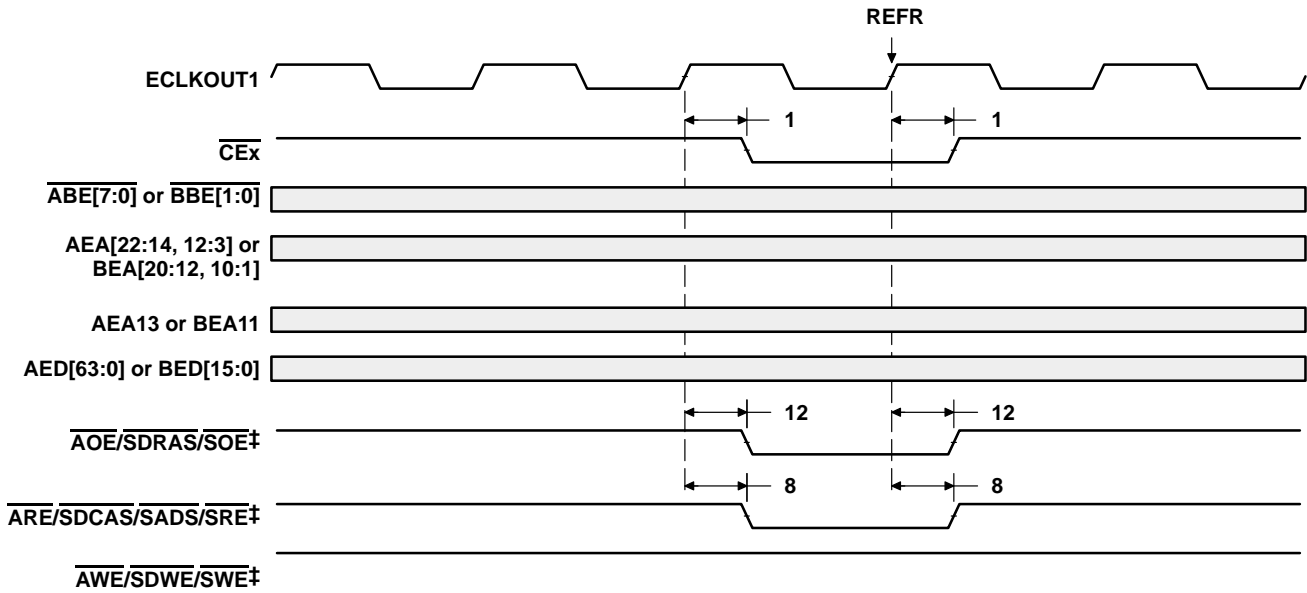 REFR
ECLKOUT1
1 1
CEx
ABE[7:0] or BBE[1:0]
AEA[22:14, 12:3] or
BEA[20:12, 10:1]
AEA13 or BEA11
AED[63:0] or BED[15:0]
12 12
AOE/SDRAS/SOE‡
8 8
ARE/SDCAS/SADS/SRE‡
AWE/SDWE/SWE‡